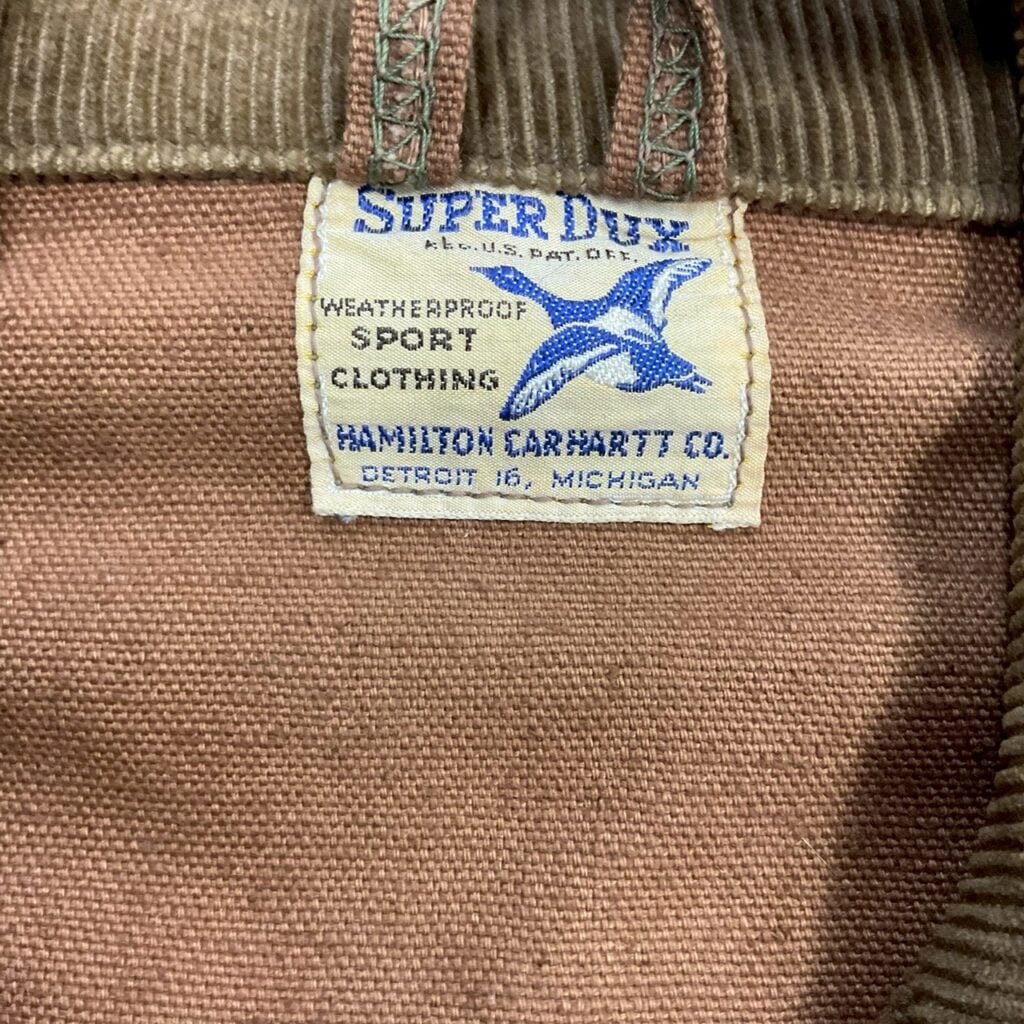 SUPER DUX
REG. U.S. PAT. OFF.
WEATHERPROOF
SPORT
CLOTHING
HAMILTON CARHARTT CO.
DETROIT 16, MICHIGAN